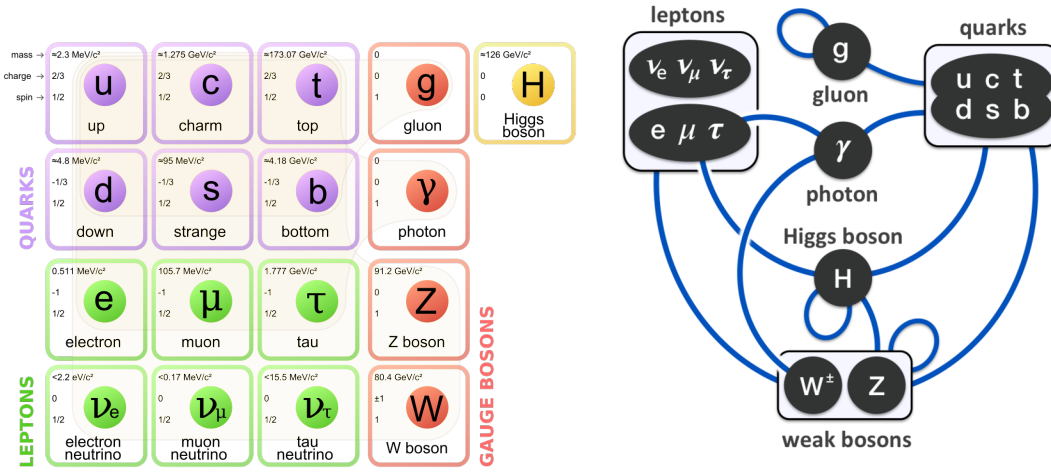 mass →
charge →
spin →
≈2.3 MeV/c²
2/3
1/2
u
up
≈1.275 GeV/c²
2/3
1/2
c
charm
≈173.07 GeV/c²
2/3
1/2
t
top
0
0
1
g
gluon
≈126 GeV/c²
0
0
H
Higgs
boson
QUARKS
≈4.8 MeV/c²
-1/3
1/2
d
down
≈95 MeV/c²
-1/3
1/2
s
strange
≈4.18 GeV/c²
-1/3
1/2
b
bottom
0
0
1
γ
photon
0.511 MeV/c²
-1
1/2
e
electron
105.7 MeV/c²
-1
1/2
μ
muon
1.777 GeV/c²
-1
1/2
τ
tau
91.2 GeV/c²
0
1
Z
Z boson
LEPTONS
<2.2 eV/c²
0
1/2
νe
electron
neutrino
<0.17 MeV/c²
0
1/2
νμ
muon
neutrino
<15.5 MeV/c²
0
1/2
ντ
tau
neutrino
80.4 GeV/c²
±1
1
W
W boson
GAUGE BOSONS
leptons
νe νμ ντ
e μ τ
g
gluon
quarks
u c t
d s b
γ
photon
Higgs boson
H
W± Z
weak bosons